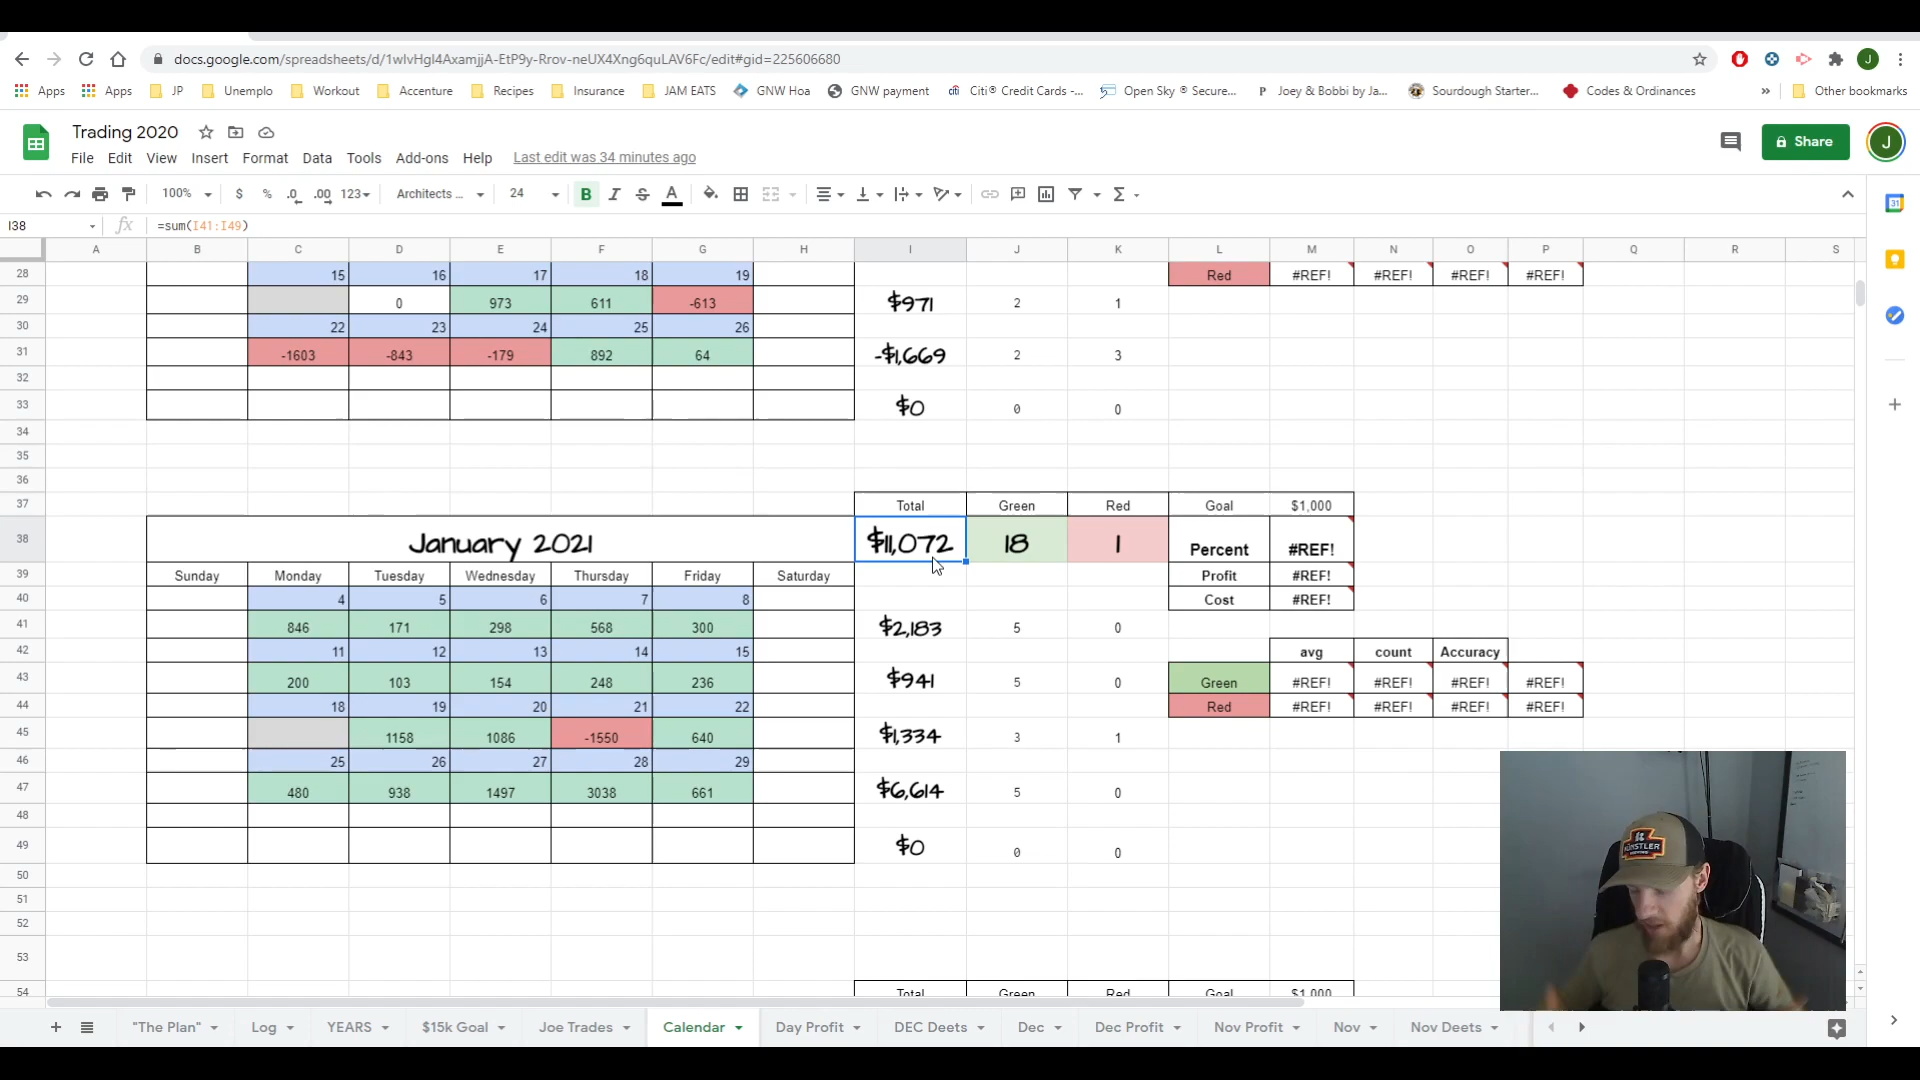 docs.google.com/spreadsheets/d/1wlvHgl4AxamjjA-EtP9y-Rrov-neUX4Xng6quLAV6Fc/edit#gid=225606680
J
Apps Apps JP Unemplo Workout Accenture Recipes Insurance JAM EATS GNW Hoa GNW payment Citi® Credit Cards -... Open Sky ® Secure... Joey & Bobbi by Ja... Sourdough Starter... Codes & Ordinances » Other bookmarks
Trading 2020
Share
J
File Edit View Insert Format Data Tools Add-ons Help Last edit was 34 minutes ago
100% $ % .0 .00 123 Architects ... 24 B I S A
I38 fx =sum(I41:I49)
A B C D E F G H I J K L M N O P Q R S
28 15 16 17 18 19 Red #REF! #REF! #REF! #REF!
29 0 973 611 -613 $971 2 1
30 22 23 24 25 26
31 -1603 -843 -179 892 64 -$1,669 2 3
32
33 $0 0 0
34
35
36
37 Total Green Red Goal $1,000
38 January 2021 $11,072 18 1 Percent #REF!
39 Sunday Monday Tuesday Wednesday Thursday Friday Saturday Profit #REF!
40 4 5 6 7 8 Cost #REF!
41 846 171 298 568 300 $2,183 5 0
42 11 12 13 14 15 avg count Accuracy
43 200 103 154 248 236 $941 5 0 Green #REF! #REF! #REF! #REF!
44 18 19 20 21 22 Red #REF! #REF! #REF! #REF!
45 1158 1086 -1550 640 $1,334 3 1
46 25 26 27 28 29
47 480 938 1497 3038 661 $6,614 5 0
48
49 $0 0 0
50
51
52
53
54 Total Green Red Goal $1,000
"The Plan" Log YEARS $15k Goal Joe Trades Calendar Day Profit DEC Deets Dec Dec Profit Nov Profit Nov Nov Deets